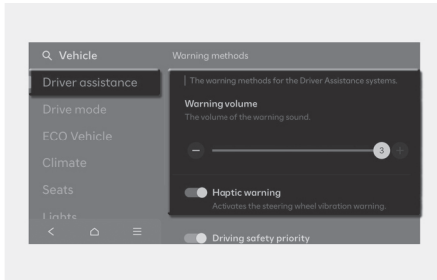 Vehicle
Warning methods
Driver assistance
The warning methods for the Driver Assistance systems.
Drive mode
Warning volume
The volume of the warning sound.
ECO Vehicle
3
Climate
Seats
Haptic warning
Activates the steering wheel vibration warning.
Lights
Driving safety priority